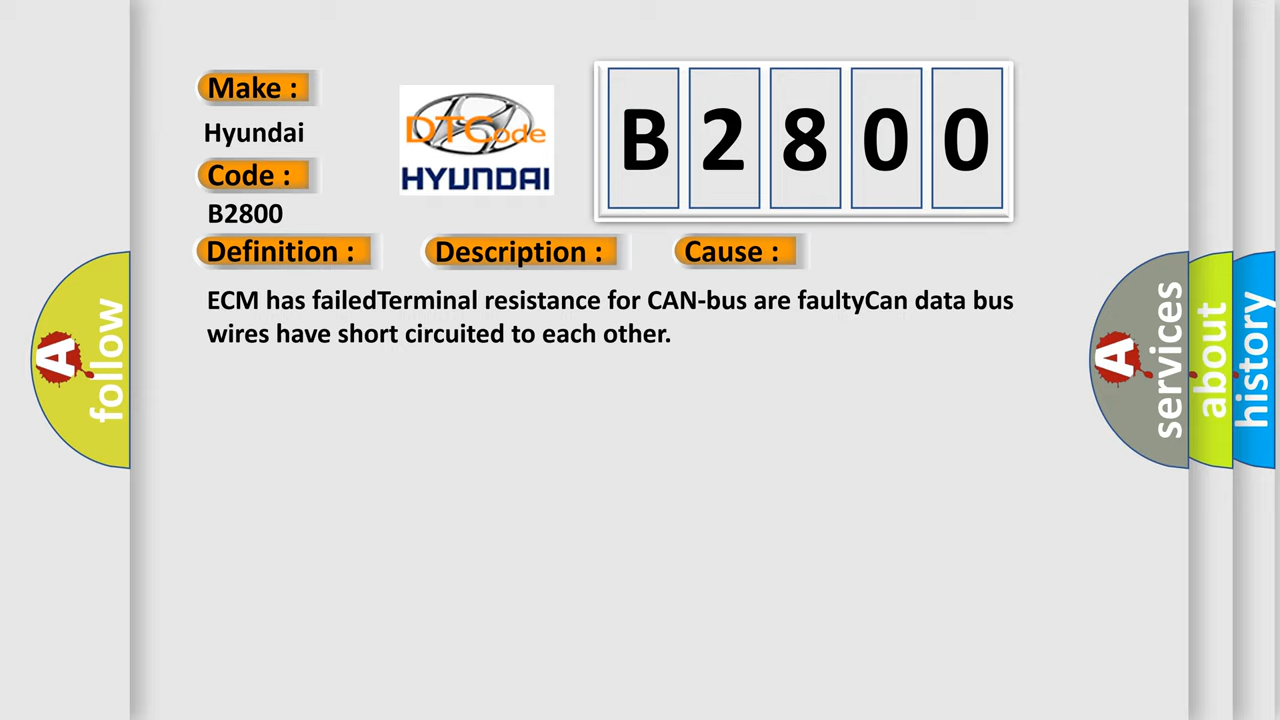 Make :
Hyundai
Code :
B2800
DTCode
HYUNDAI
B 2 8 0 0
Definition :
Description :
Cause :
ECM has failedTerminal resistance for CAN-bus are faultyCan data bus
wires have short circuited to each other.
A
follow
A
services
about
history